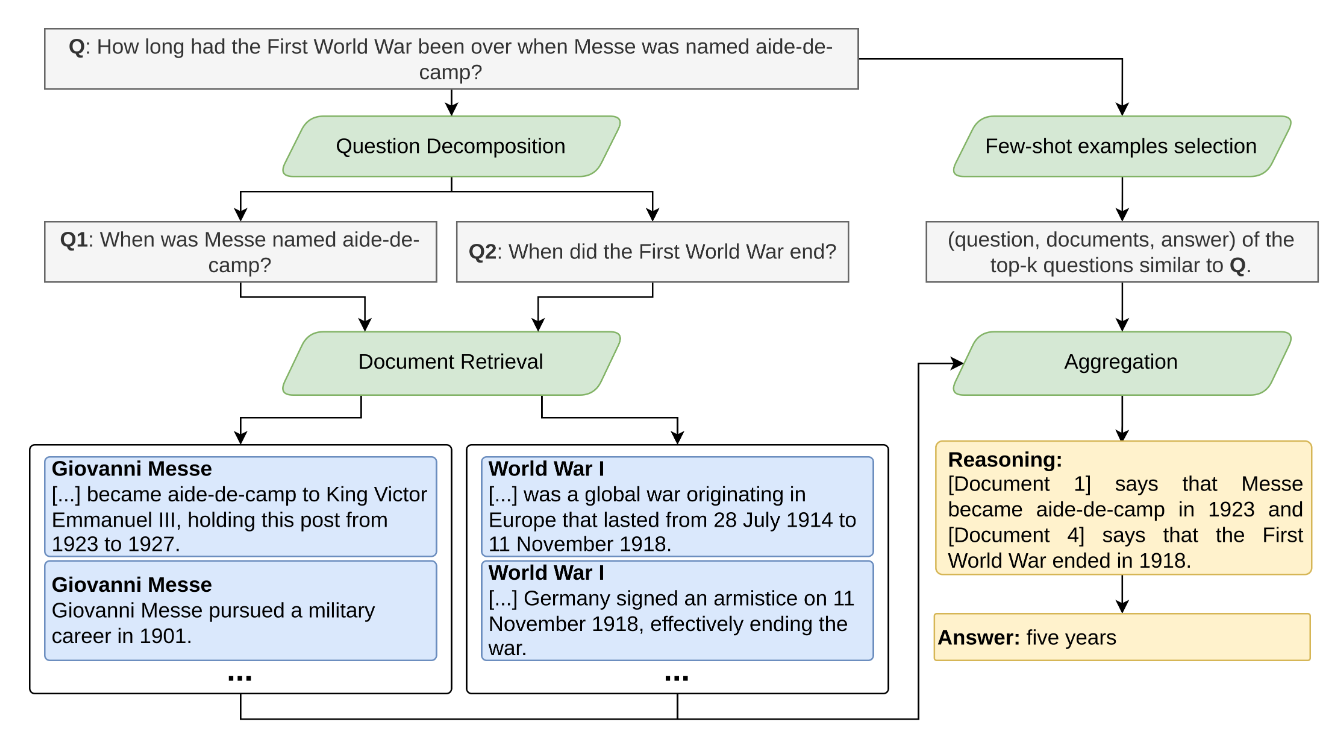 Q: How long had the First World War been over when Messe was named aide-de-
camp?
Question Decomposition
Few-shot examples selection
Q1: When was Messe named aide-de-
camp?
Q2: When did the First World War end?
(question, documents, answer) of the
top-k questions similar to Q.
Document Retrieval
Aggregation
Giovanni Messe
[...] became aide-de-camp to King Victor
Emmanuel III, holding this post from
1923 to 1927.
Giovanni Messe
Giovanni Messe pursued a military
career in 1901.
...
World War I
[...] was a global war originating in
Europe that lasted from 28 July 1914 to
11 November 1918.
World War I
[...] Germany signed an armistice on 11
November 1918, effectively ending the
war.
...
Reasoning:
[Document 1] says that Messe
became aide-de-camp in 1923 and
[Document 4] says that the First
World War ended in 1918.
Answer: five years